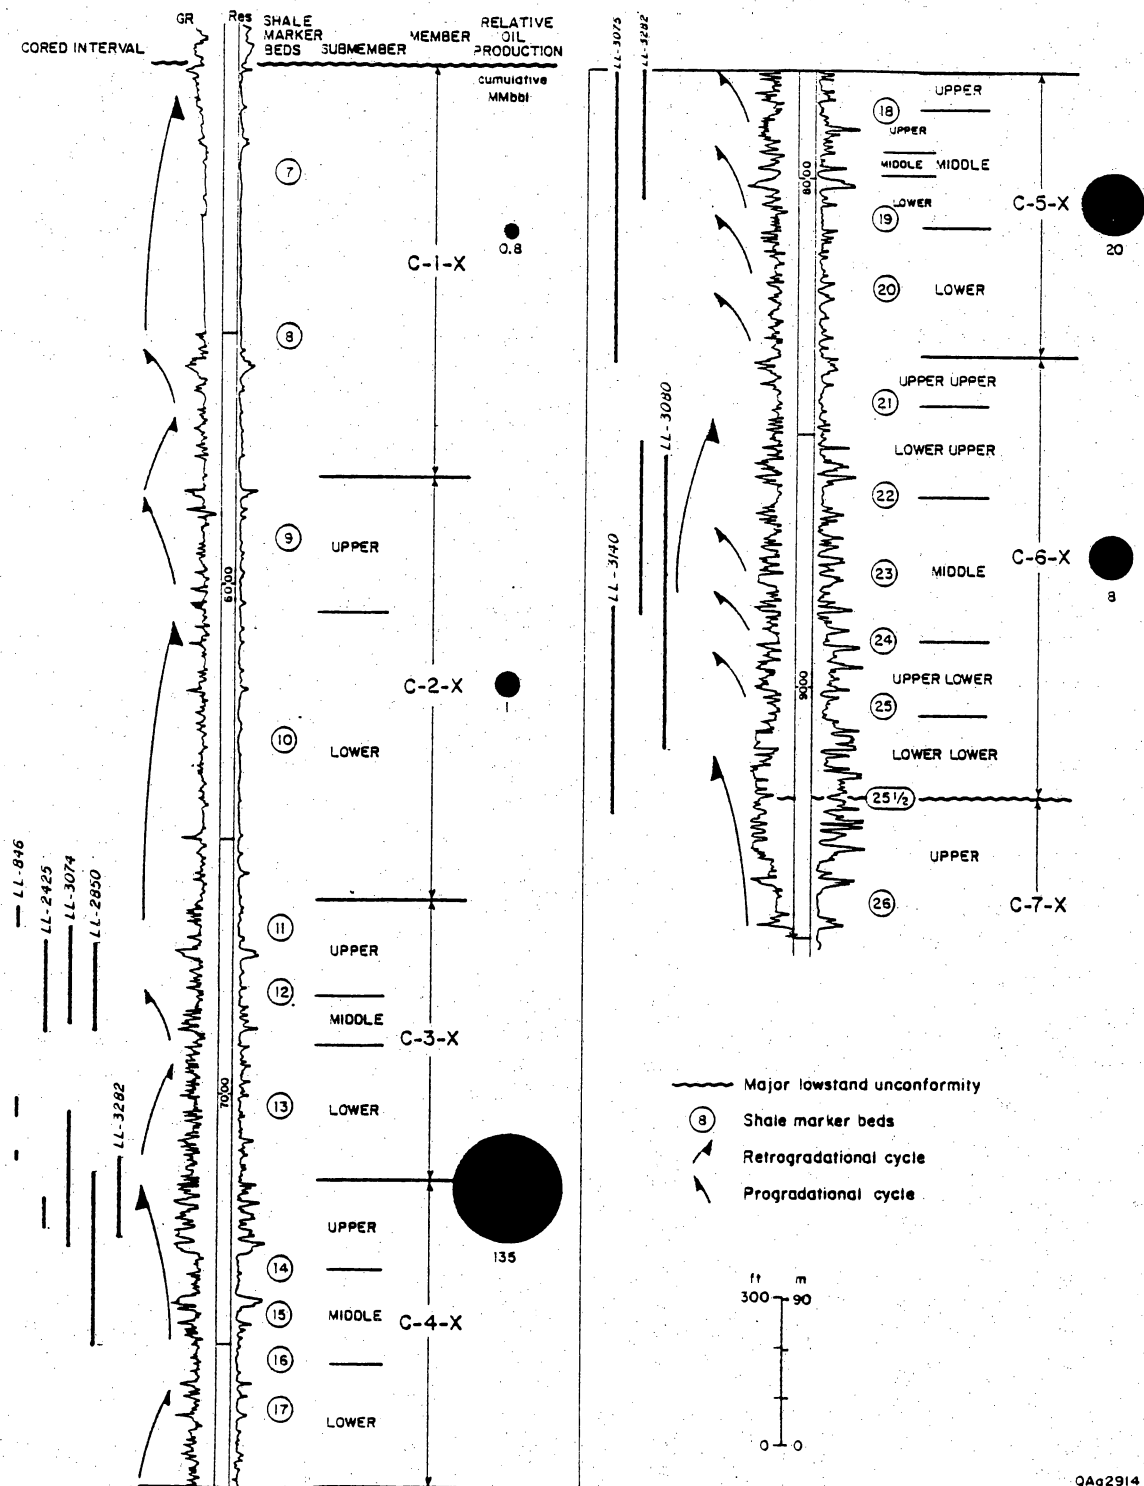 CORED INTERVAL
GR
Res
SHALE MARKER BEDS
SUBMEMBER
MEMBER
RELATIVE OIL PRODUCTION
cumulative MMbbl
7
0.8
C-1-X
8
9
UPPER
6000
C-2-X
1
10
LOWER
LL-846
LL-2425
LL-3074
LL-2850
11
UPPER
12
MIDDLE
C-3-X
7000
13
LOWER
LL-3282
UPPER
135
14
15
MIDDLE
C-4-X
16
17
LOWER
LL-3075
LL-3282
UPPER
18
UPPER
MIDDLE
MIDDLE
8000
LOWER
19
C-5-X
20
20
LOWER
UPPER UPPER
21
LL-3080
LOWER UPPER
22
LL-3140
23
MIDDLE
C-6-X
8
24
UPPER LOWER
9000
25
LOWER LOWER
25 1/2
UPPER
26
C-7-X
Major lowstand unconformity
8
Shale marker beds
Retrogradational cycle
Progradational cycle
ft
m
300
90
0
0
QAa2914